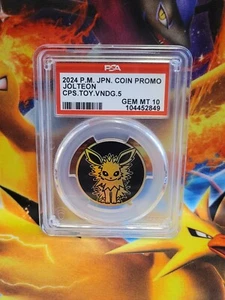 PSA
2024 P.M. JPN. COIN PROMO
JOLTEON
CPS.TOY.VNDG.5
GEM MT 10
104452849